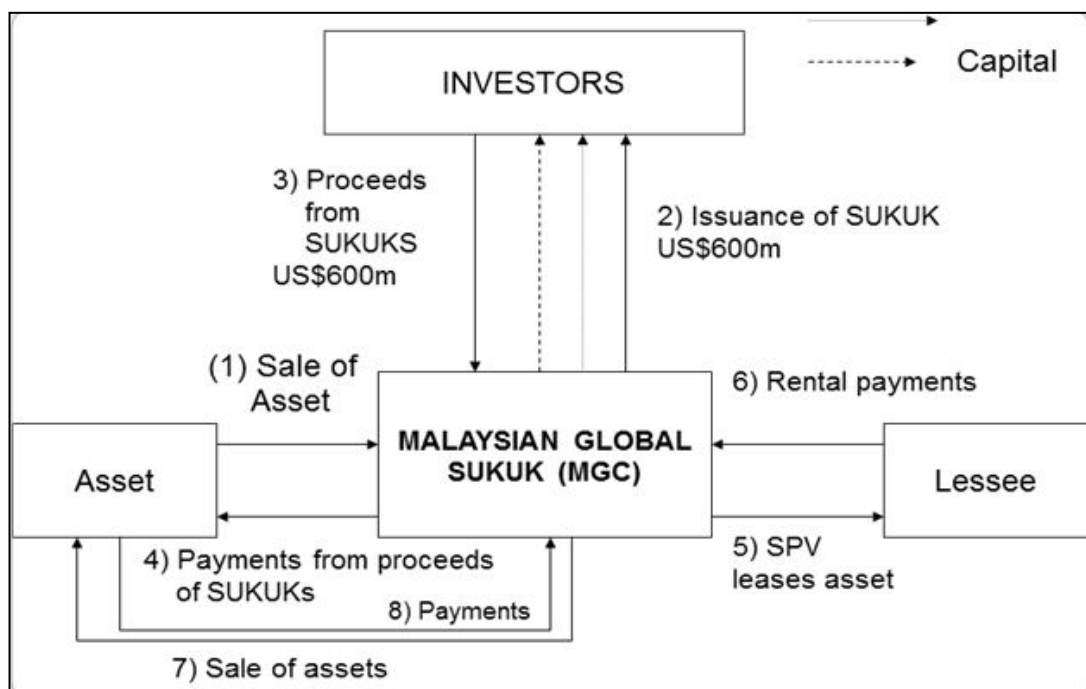 Capital
INVESTORS
3) Proceeds
from
SUKUKS
US$600m
2) Issuance of SUKUK
US$600m
(1) Sale of
Asset
6) Rental payments
MALAYSIAN GLOBAL
SUKUK (MGC)
Asset
Lessee
4) Payments from proceeds
of SUKUKs
5) SPV
leases asset
8) Payments
7) Sale of assets